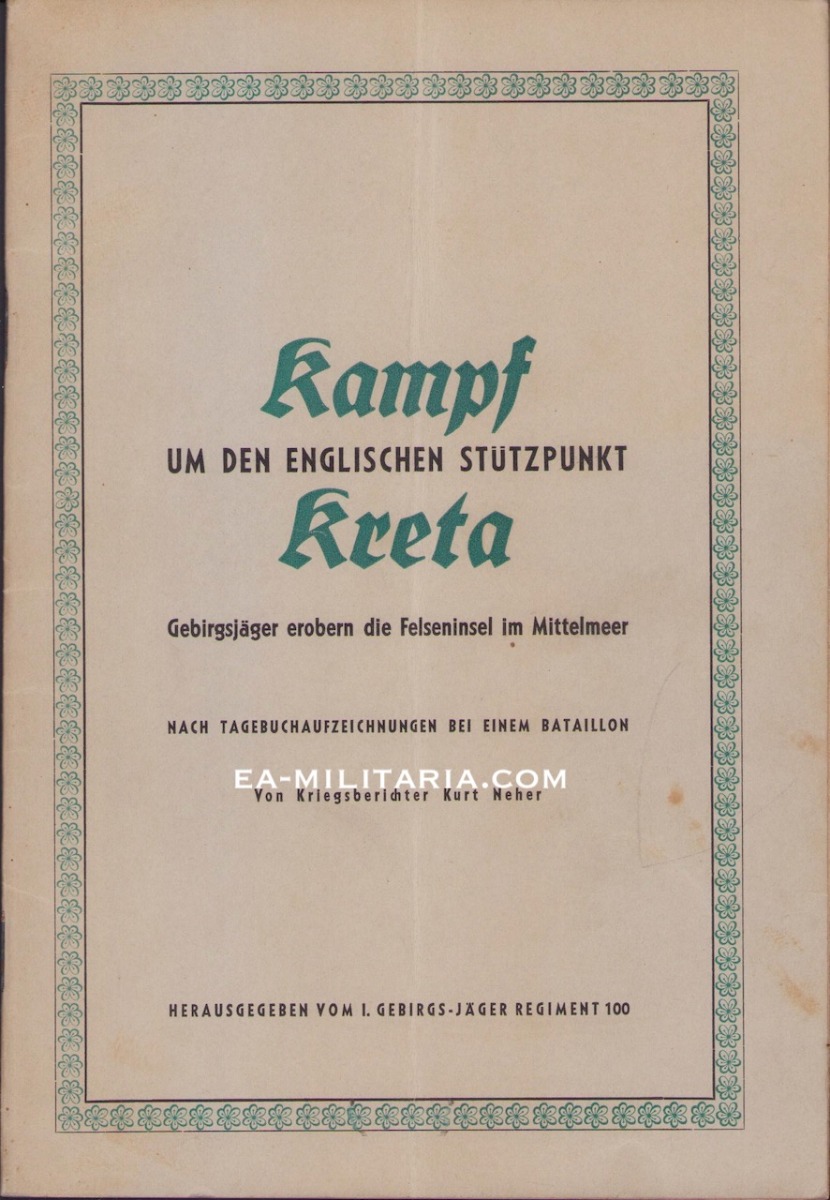 Kampf
UM DEN ENGLISCHEN STÜTZPUNKT
Kreta
Gebirgsjäger erobern die Felseninsel im Mittelmeer
NACH TAGEBUCHAUFZEICHNUNGEN BEI EINEM BATAILLON
EA-MILITARIA.COM
Von Kriegsberichter Kurt Neher
HERAUSGEGEBEN VOM I. GEBIRGS-JÄGER REGIMENT 100